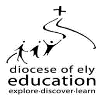 diocese of ely
education
explore·discover·learn